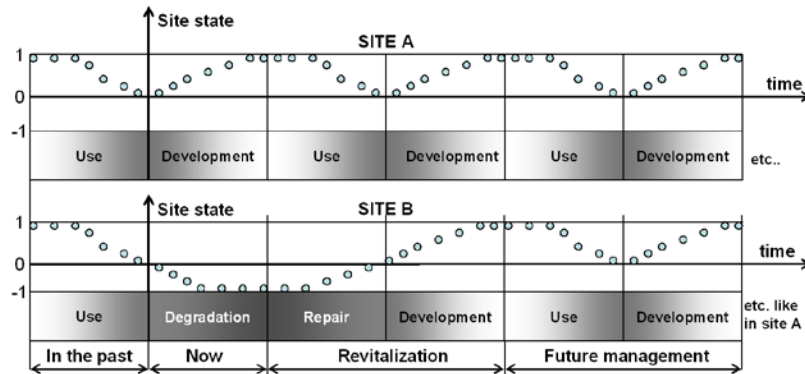 Site state
SITE A
1
0
-1
time
Use
Development
Use
Development
Use
Development
etc..
Site state
SITE B
1
0
-1
time
Use
Degradation
Repair
Development
Use
Development
etc. like
in site A
In the past
Now
Revitalization
Future management